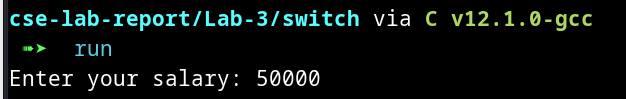 cse-lab-report/Lab-3/switch via C v12.1.0-gcc
➠➤ run
Enter your salary: 50000